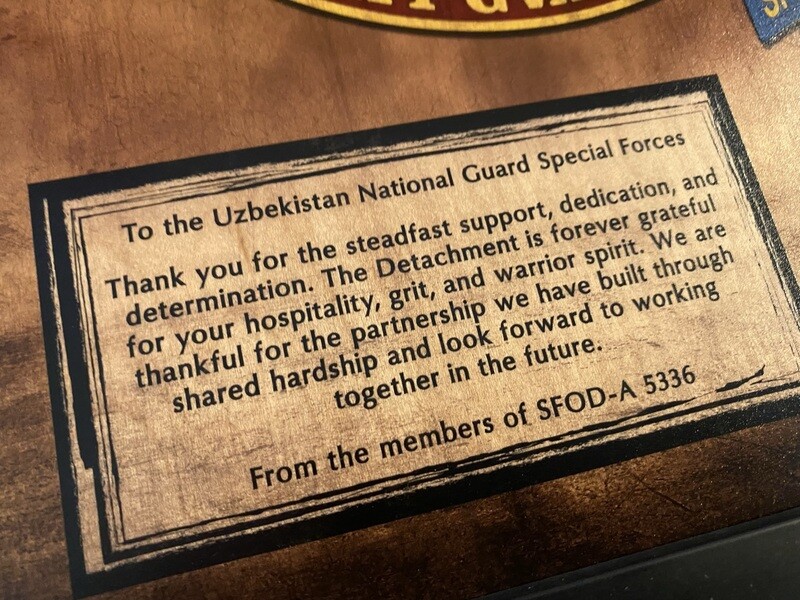 To the Uzbekistan National Guard Special Forces
Thank you for the steadfast support, dedication, and
determination. The Detachment is forever grateful
for your hospitality, grit, and warrior spirit. We are
thankful for the partnership we have built through
shared hardship and look forward to working
together in the future.
From the members of SFOD-A 5336